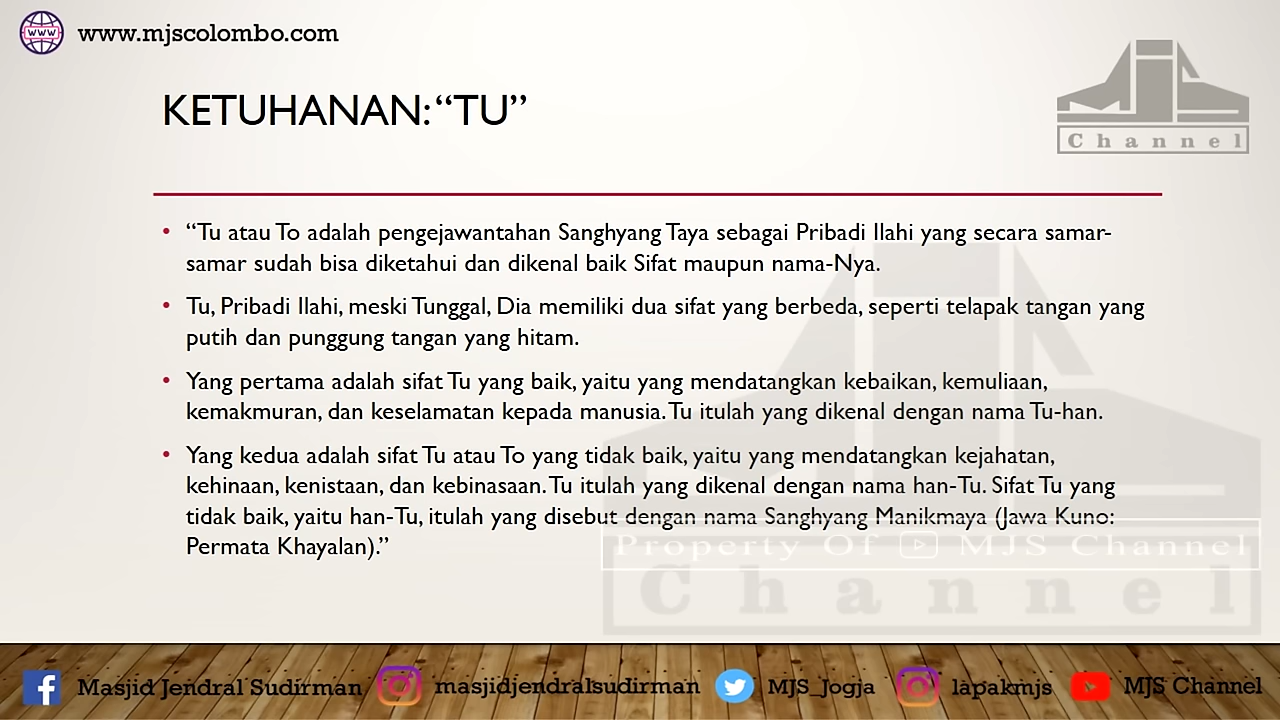 www.mjscolombo.com
MJS
Channel
KETUHANAN: “TU”
• “Tu atau To adalah pengejawantahan Sanghyang Taya sebagai Pribadi Ilahi yang secara samar-
samar sudah bisa diketahui dan dikenal baik Sifat maupun nama-Nya.
• Tu, Pribadi Ilahi, meski Tunggal, Dia memiliki dua sifat yang berbeda, seperti telapak tangan yang
putih dan punggung tangan yang hitam.
• Yang pertama adalah sifat Tu yang baik, yaitu yang mendatangkan kebaikan, kemuliaan,
kemakmuran, dan keselamatan kepada manusia. Tu itulah yang dikenal dengan nama Tu-han.
• Yang kedua adalah sifat Tu atau To yang tidak baik, yaitu yang mendatangkan kejahatan,
kehinaan, kenistaan, dan kebinasaan. Tu itulah yang dikenal dengan nama han-Tu. Sifat Tu yang
tidak baik, yaitu han-Tu, itulah yang disebut dengan nama Sanghyang Manikmaya (Jawa Kuno:
Permata Khayalan).”
Property Of MJS Channel
Channel
Masjid Jendral Sudirman masjidjendralsudirman MJS_Jogja lapakmjs MJS Channel